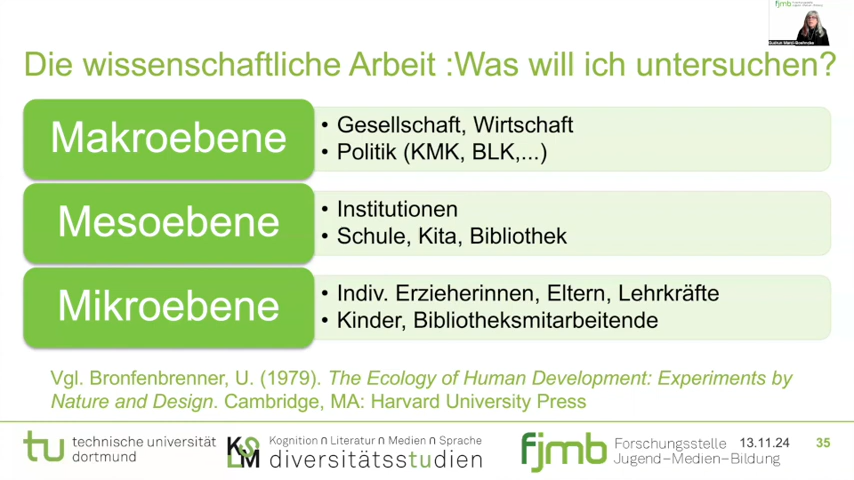 fjmb
Die wissenschaftliche Arbeit :Was will ich untersuchen?
Makroebene
• Gesellschaft, Wirtschaft
• Politik (KMK, BLK,...)
Mesoebene
• Institutionen
• Schule, Kita, Bibliothek
Mikroebene
• Indiv. Erzieherinnen, Eltern, Lehrkräfte
• Kinder, Bibliotheksmitarbeitende
Vgl. Bronfenbrenner, U. (1979). The Ecology of Human Development: Experiments by
Nature and Design. Cambridge, MA: Harvard University Press
tu technische universität
dortmund
KLSM
Kognition ∩ Literatur ∩ Medien ∩ Sprache
diversitätsstudien
fjmb Forschungsstelle
Jugend–Medien–Bildung
13.11.24
35